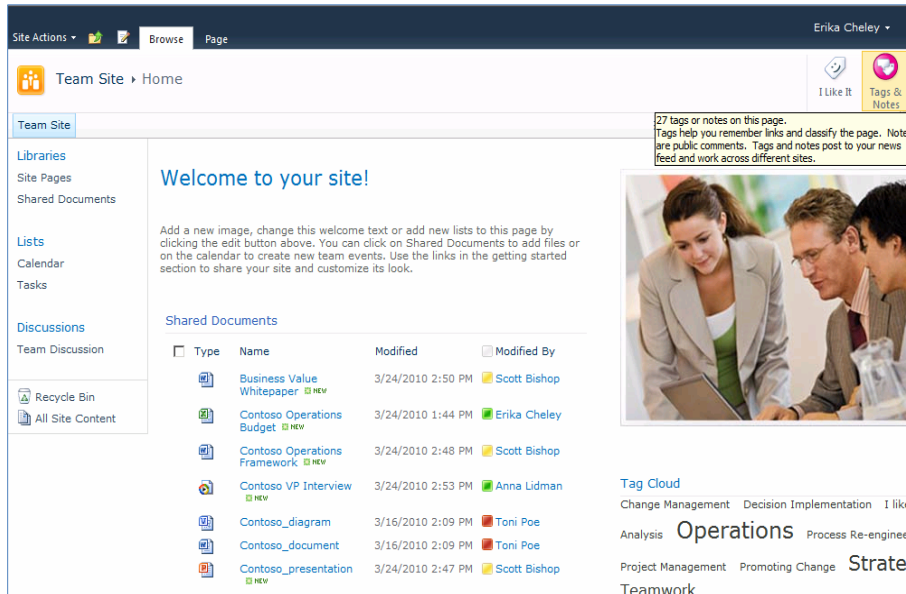 Erika Cheley
Site Actions
Browse Page
Team Site Home
I Like It
Tags &
Notes
Team Site
27 tags or notes on this page.
Tags help you remember links and classify the page. Note
are public comments. Tags and notes post to your news
feed and work across different sites.
Libraries
Site Pages
Shared Documents
Lists
Calendar
Tasks
Discussions
Team Discussion
Recycle Bin
All Site Content
Welcome to your site!
Add a new image, change this welcome text or add new lists to this page by
clicking the edit button above. You can click on Shared Documents to add files or
on the calendar to create new team events. Use the links in the getting started
section to share your site and customize its look.
Shared Documents
Type Name Modified Modified By
Business Value 3/24/2010 2:50 PM Scott Bishop
Whitepaper NEW
Contoso Operations 3/24/2010 1:44 PM Erika Cheley
Budget NEW
Contoso Operations 3/24/2010 2:48 PM Scott Bishop
Framework NEW
Contoso VP Interview 3/24/2010 2:53 PM Anna Lidman
NEW
Contoso_diagram 3/16/2010 2:09 PM Toni Poe
Contoso_document 3/16/2010 2:09 PM Toni Poe
Contoso_presentation 3/24/2010 2:47 PM Scott Bishop
NEW
Tag Cloud
Change Management Decision Implementation I lik
Analysis Operations Process Re-enginee
Project Management Promoting Change Strate
Teamwork